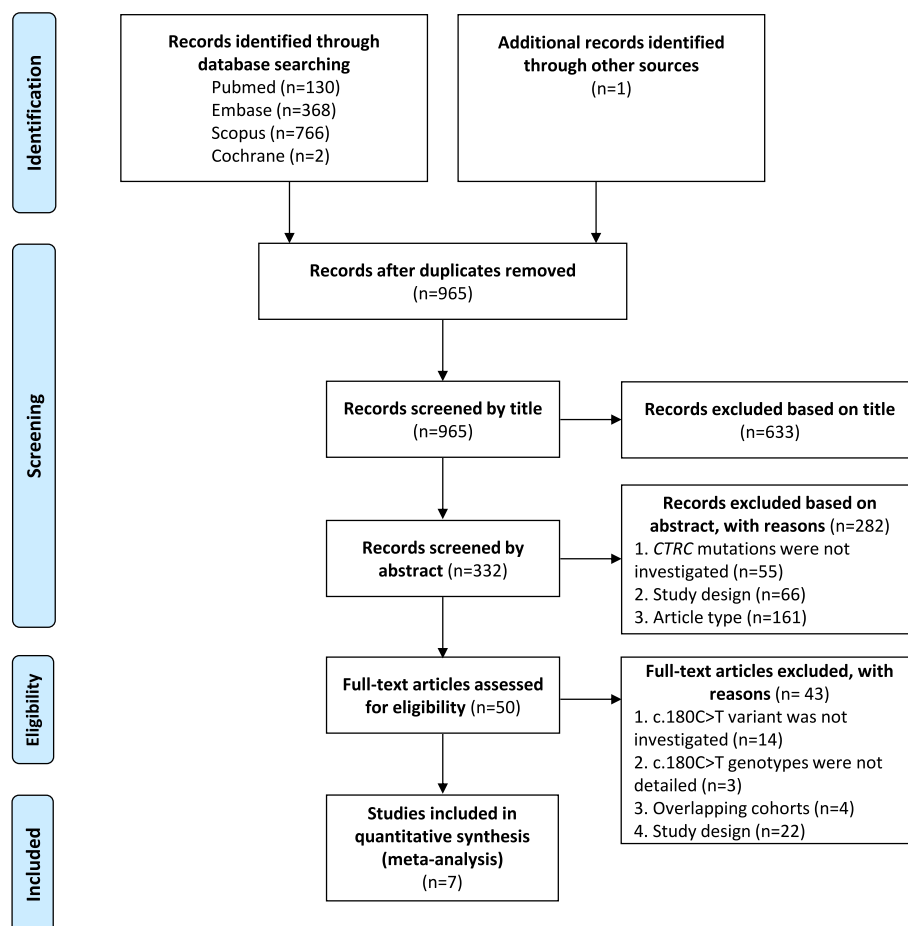 Identification
Records identified through
database searching
Pubmed (n=130)
Embase (n=368)
Scopus (n=766)
Cochrane (n=2)
Additional records identified
through other sources
(n=1)
Screening
Records after duplicates removed
(n=965)
Records screened by title
(n=965)
Records excluded based on title
(n=633)
Records screened by
abstract (n=332)
Records excluded based on
abstract, with reasons (n=282)
1. CTRC mutations were not
investigated (n=55)
2. Study design (n=66)
3. Article type (n=161)
Eligibility
Full-text articles assessed
for eligibility (n=50)
Full-text articles excluded, with
reasons (n= 43)
1. c.180C>T variant was not
investigated (n=14)
2. c.180C>T genotypes were not
detailed (n=3)
3. Overlapping cohorts (n=4)
4. Study design (n=22)
Included
Studies included in
quantitative synthesis
(meta-analysis)
(n=7)